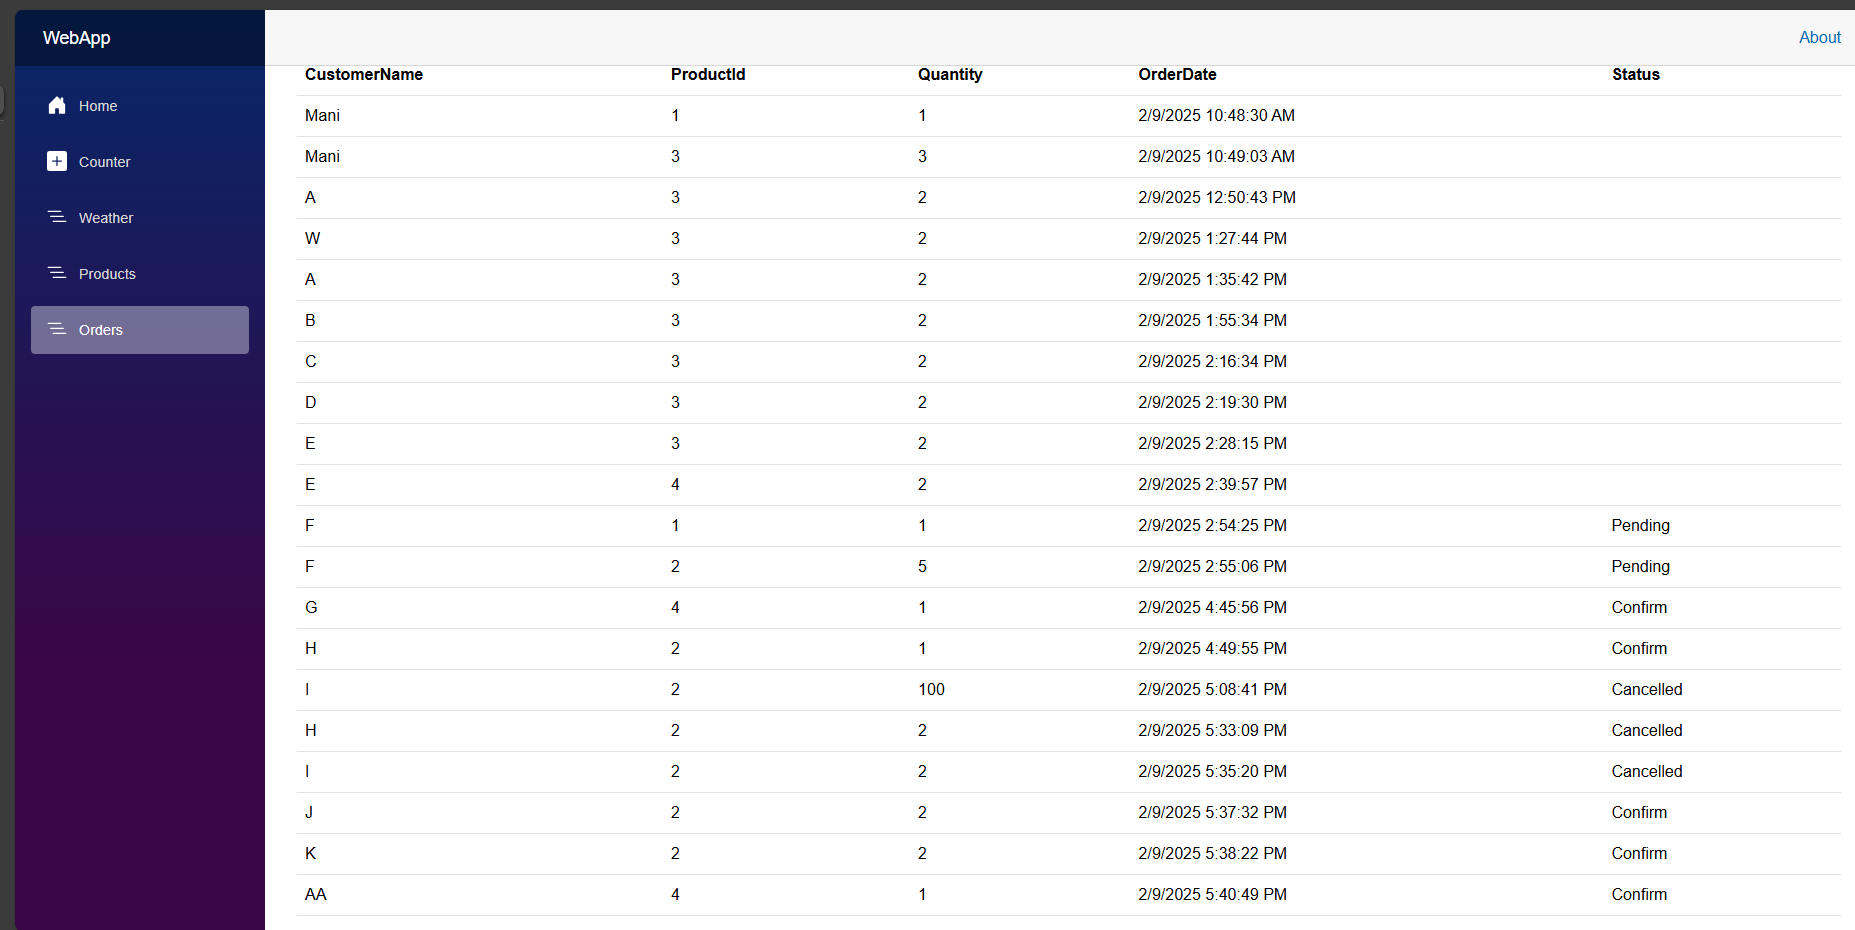 WebApp
About
Home
Counter
Weather
Products
Orders
CustomerName ProductId Quantity OrderDate Status
Mani 1 1 2/9/2025 10:48:30 AM
Mani 3 3 2/9/2025 10:49:03 AM
A 3 2 2/9/2025 12:50:43 PM
W 3 2 2/9/2025 1:27:44 PM
A 3 2 2/9/2025 1:35:42 PM
B 3 2 2/9/2025 1:55:34 PM
C 3 2 2/9/2025 2:16:34 PM
D 3 2 2/9/2025 2:19:30 PM
E 3 2 2/9/2025 2:28:15 PM
E 4 2 2/9/2025 2:39:57 PM
F 1 1 2/9/2025 2:54:25 PM Pending
F 2 5 2/9/2025 2:55:06 PM Pending
G 4 1 2/9/2025 4:45:56 PM Confirm
H 2 1 2/9/2025 4:49:55 PM Confirm
I 2 100 2/9/2025 5:08:41 PM Cancelled
H 2 2 2/9/2025 5:33:09 PM Cancelled
I 2 2 2/9/2025 5:35:20 PM Cancelled
J 2 2 2/9/2025 5:37:32 PM Confirm
K 2 2 2/9/2025 5:38:22 PM Confirm
AA 4 1 2/9/2025 5:40:49 PM Confirm